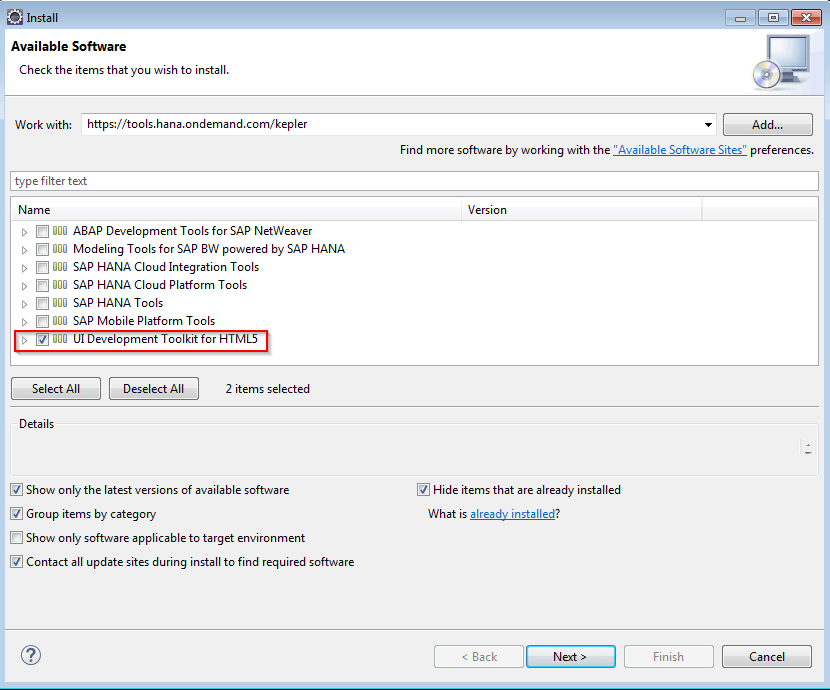 Install
Available Software
Check the items that you wish to install.
Work with: https://tools.hana.ondemand.com/kepler Add...
Find more software by working with the "Available Software Sites" preferences.
type filter text
Name Version
ABAP Development Tools for SAP NetWeaver
Modeling Tools for SAP BW powered by SAP HANA
SAP HANA Cloud Integration Tools
SAP HANA Cloud Platform Tools
SAP HANA Tools
SAP Mobile Platform Tools
UI Development Toolkit for HTML5
Select All Deselect All 2 items selected
Details
Show only the latest versions of available software Hide items that are already installed
Group items by category What is already installed?
Show only software applicable to target environment
Contact all update sites during install to find required software
? < Back Next > Finish Cancel